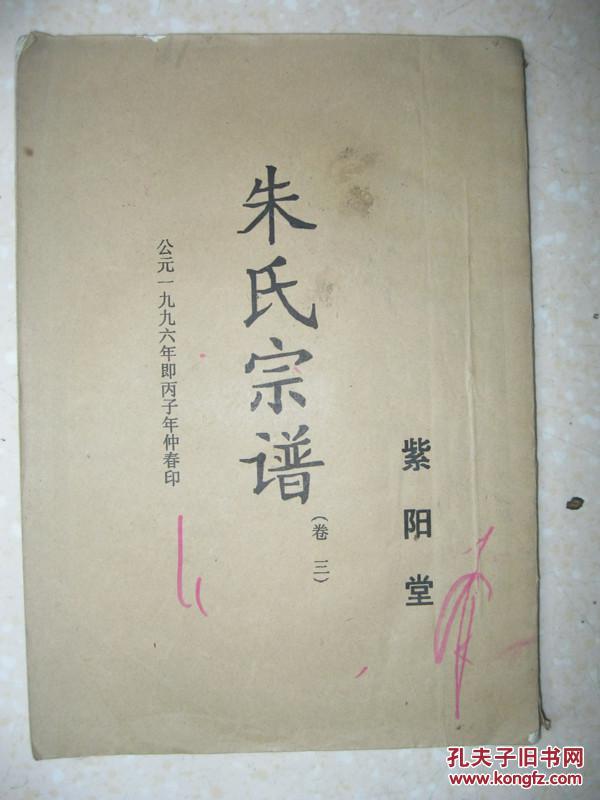 紫阳堂
朱氏宗谱
(卷三)
公元一九九六年即丙子年仲春印
孔夫子旧书网
www.kongfz.com